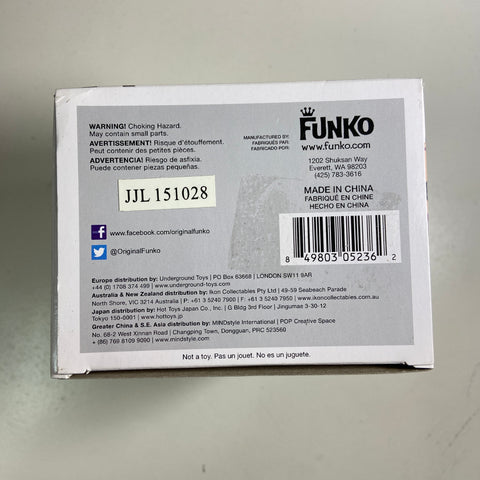 WARNING! Choking Hazard.
May contain small parts.
AVERTISSEMENT! Risque d'étouffement.
Peut contenir des petites pièces.
ADVERTENCIA! Riesgo de asfixia.
Puede contener piezas pequeñas.
JJL 151028
www.facebook.com/originalfunko
@OriginalFunko
MANUFACTURED BY:
FABRIQUÉ PAR:
FABRICADO POR:
FUNKO
www.funko.com
1202 Shuksan Way
Everett, WA 98203
(425) 783-3616
MADE IN CHINA
FABRIQUÉ EN CHINE
HECHO EN CHINA
8 49803 05236 2
Europe distribution by: Underground Toys | PO BOX 63668 | LONDON SW11 9AR
+44 (0) 1708 374 499 | www.underground-toys.com
Australia & New Zealand distribution by: Ikon Collectables Pty Ltd | 49-59 Seabeach Parade
North Shore, VIC 3214 Australia | P: +61 3 5240 7900 | F: +61 3 5240 7950 | www.ikoncollectables.com.au
Japan distribution by: Hot Toys Japan Co., Inc. | G Bldg 3rd Floor | Jingumae 3-30-12
Tokyo 150-0001 | www.hottoys.jp
Greater China & S.E. Asia distribution by: MINDstyle International | POP Creative Space
No. 68-2 West Xinan Road | Changping Town, Dongguan, PRC 523560
+ (86) 769 8109 9090 | www.mindstyle.com
Not a toy. Pas un jouet. No es un juguete.